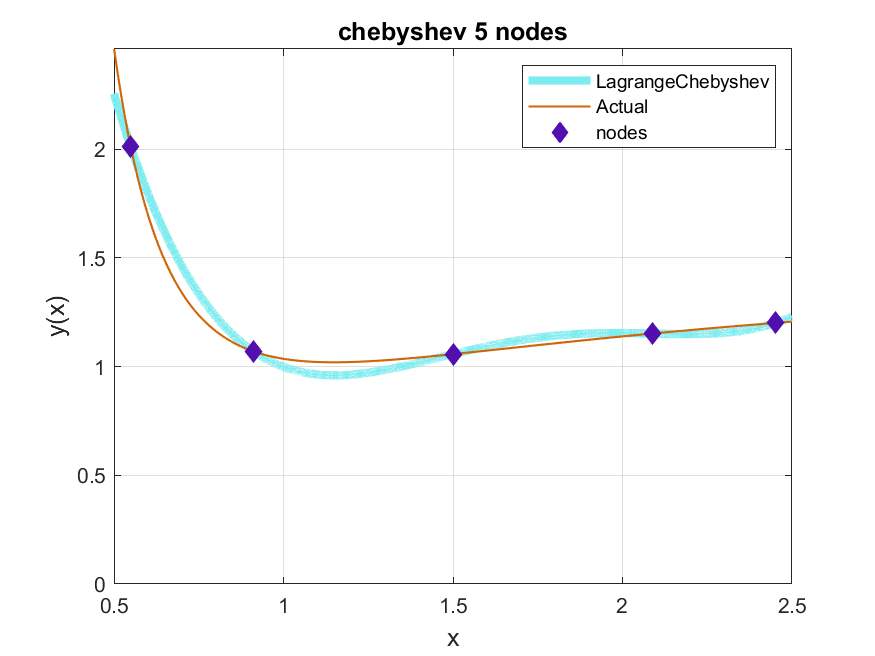 chebyshev 5 nodes
LagrangeChebyshev
Actual
nodes
y(x)
2
1.5
1
0.5
0
0.5 1 1.5 2 2.5
x